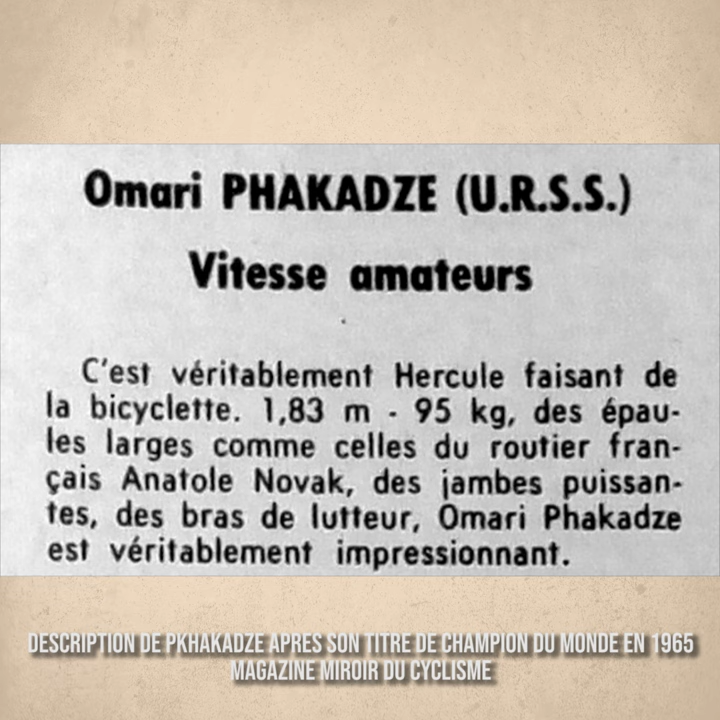 Omari PHAKADZE (U.R.S.S.)
Vitesse amateurs
C'est véritablement Hercule faisant de
la bicyclette. 1,83 m - 95 kg, des épau-
les larges comme celles du routier fran-
çais Anatole Novak, des jambes puissan-
tes, des bras de lutteur, Omari Phakadze
est véritablement impressionnant.
DESCRIPTION DE PKHAKADZE APRES SON TITRE DE CHAMPION DU MONDE EN 1965
MAGAZINE MIROIR DU CYCLISME